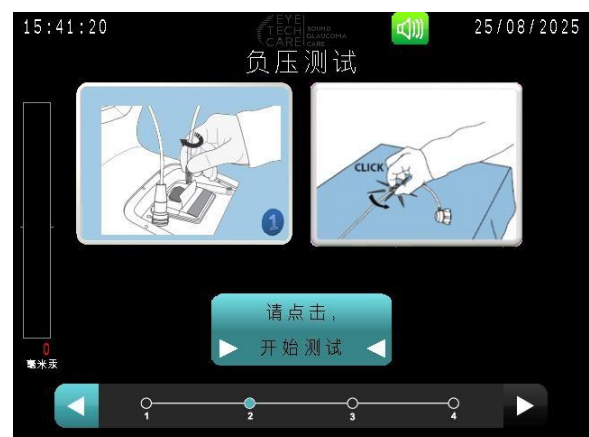 15:41:20
EYE
TECH
CARE
SOUND
GLAUCOMA
CARE
25/08/2025
负压测试
1
CLICK
0
毫米汞
请点击,
开始测试
1
2
3
4